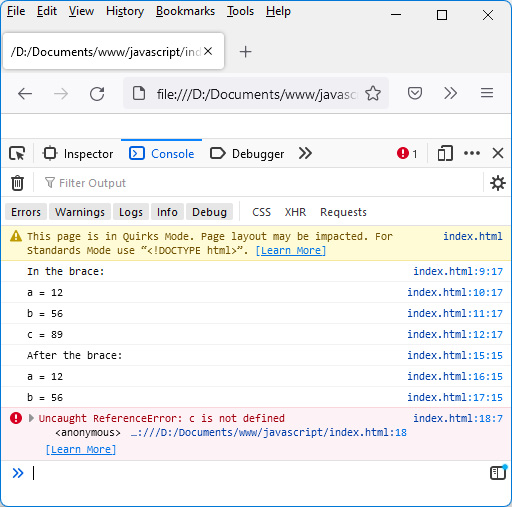 File Edit View History Bookmarks Tools Help
/D:/Documents/www/javascript/ind
file:///D:/Documents/www/javasc
Inspector Console Debugger 1
Filter Output
Errors Warnings Logs Info Debug CSS XHR Requests
This page is in Quirks Mode. Page layout may be impacted. For index.html
Standards Mode use “<!DOCTYPE html>”. [Learn More]
In the brace: index.html:9:17
a = 12 index.html:10:17
b = 56 index.html:11:17
c = 89 index.html:12:17
After the brace: index.html:15:15
a = 12 index.html:16:15
b = 56 index.html:17:15
Uncaught ReferenceError: c is not defined index.html:18:7
<anonymous> …:///D:/Documents/www/javascript/index.html:18
[Learn More]